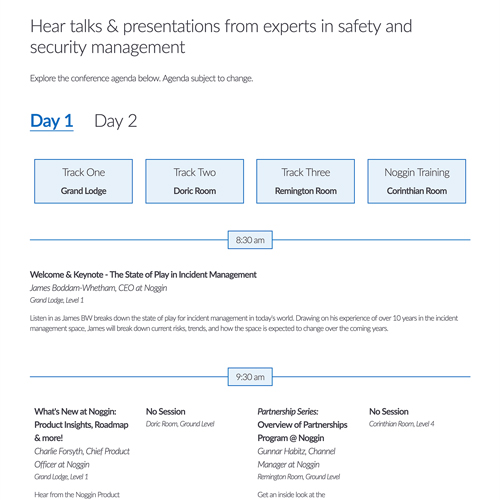 Hear talks & presentations from experts in safety and
security management
Explore the conference agenda below. Agenda subject to change.
Day 1 Day 2
Track One
Grand Lodge
Track Two
Doric Room
Track Three
Remington Room
Noggin Training
Corinthian Room
8:30 am
Welcome & Keynote - The State of Play in Incident Management
James Boddam-Whetham, CEO at Noggin
Grand Lodge, Level 1
Listen in as James BW breaks down the state of play for incident management in today's world. Drawing on his experience of over 10 years in the incident
management space, James will break down current risks, trends, and how the space is expected to change over the coming years.
9:30 am
What's New at Noggin:
Product Insights, Roadmap
& more!
Charlie Forsyth, Chief Product
Officer at Noggin
Grand Lodge, Level 1
Hear from the Noggin Product
No Session
Doric Room, Ground Level
Partnership Series:
Overview of Partnerships
Program @ Noggin
Gunnar Habitz, Channel
Manager at Noggin
Remington Room, Ground Level
Get an inside look at the
No Session
Corinthian Room, Level 4